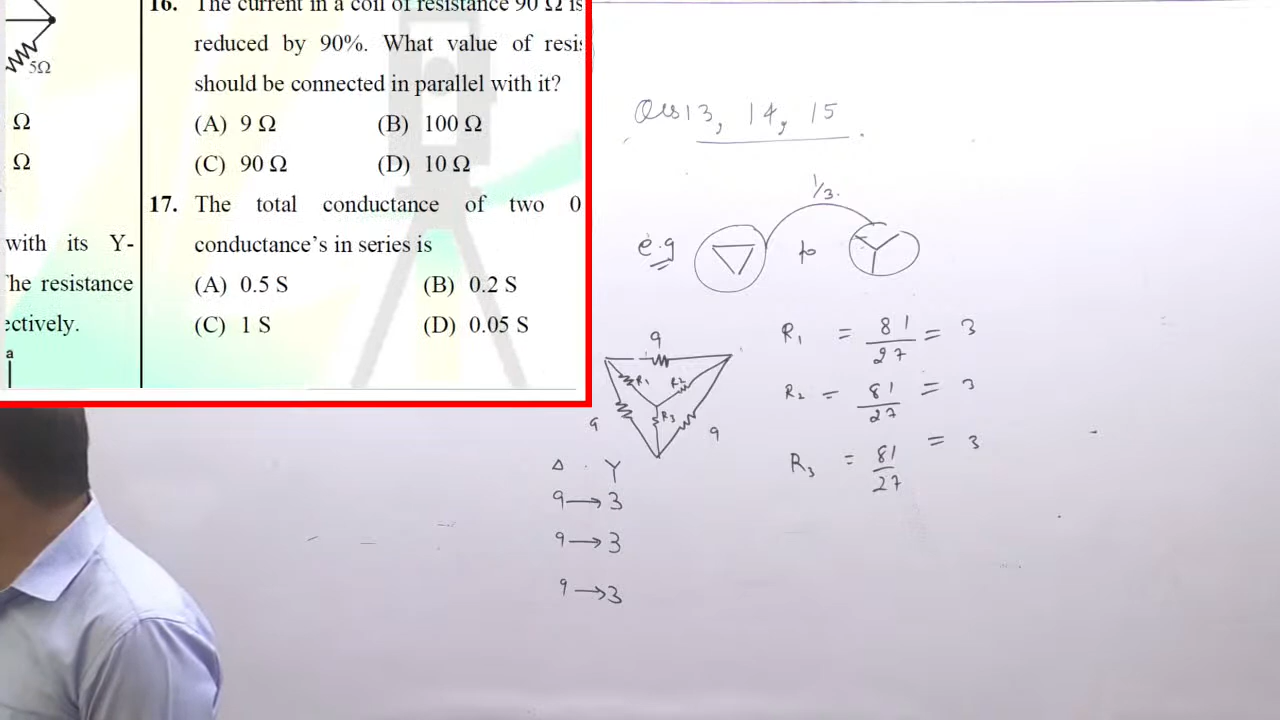 5Ω
Ω
Ω
with its Y-
he resistance
ectively.
a
16. The current in a coil of resistance 90 Ω is
reduced by 90%. What value of resis
should be connected in parallel with it?
(A) 9 Ω (B) 100 Ω
(C) 90 Ω (D) 10 Ω
17. The total conductance of two 0
conductance's in series is
(A) 0.5 S (B) 0.2 S
(C) 1 S (D) 0.05 S
Qus 13, 14, 15
1/3.
e.g to
9
R1 R2
R3
9 9
R1 = 81/27 = 3
R2 = 81/27 = 3
R3 = 81/27 = 3
Δ Y
9 → 3
9 → 3
9 → 3